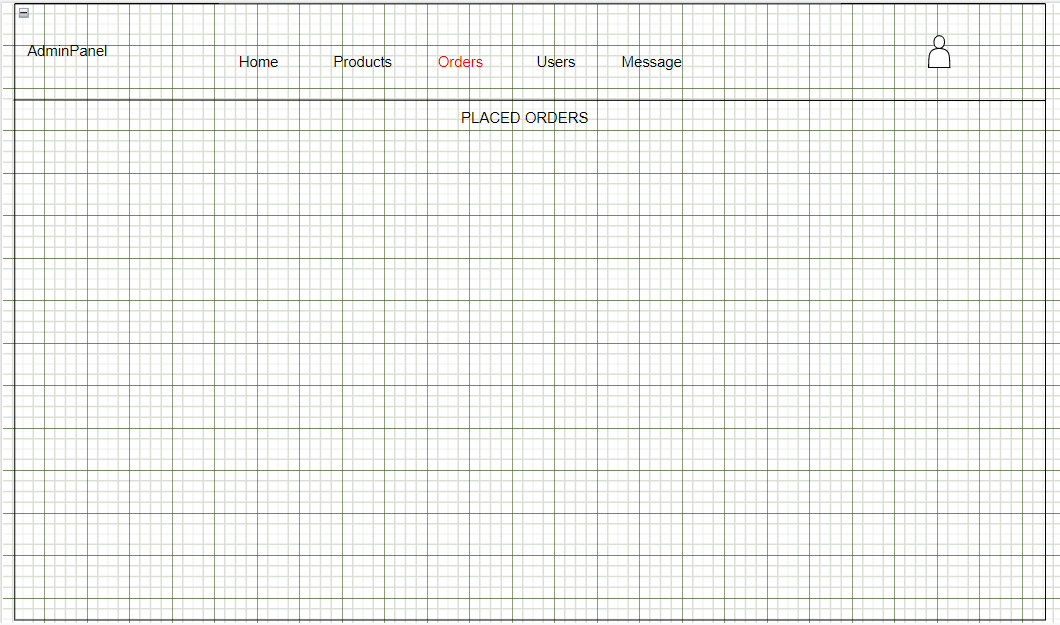 AdminPanel
Home Products Orders Users Message
PLACED ORDERS